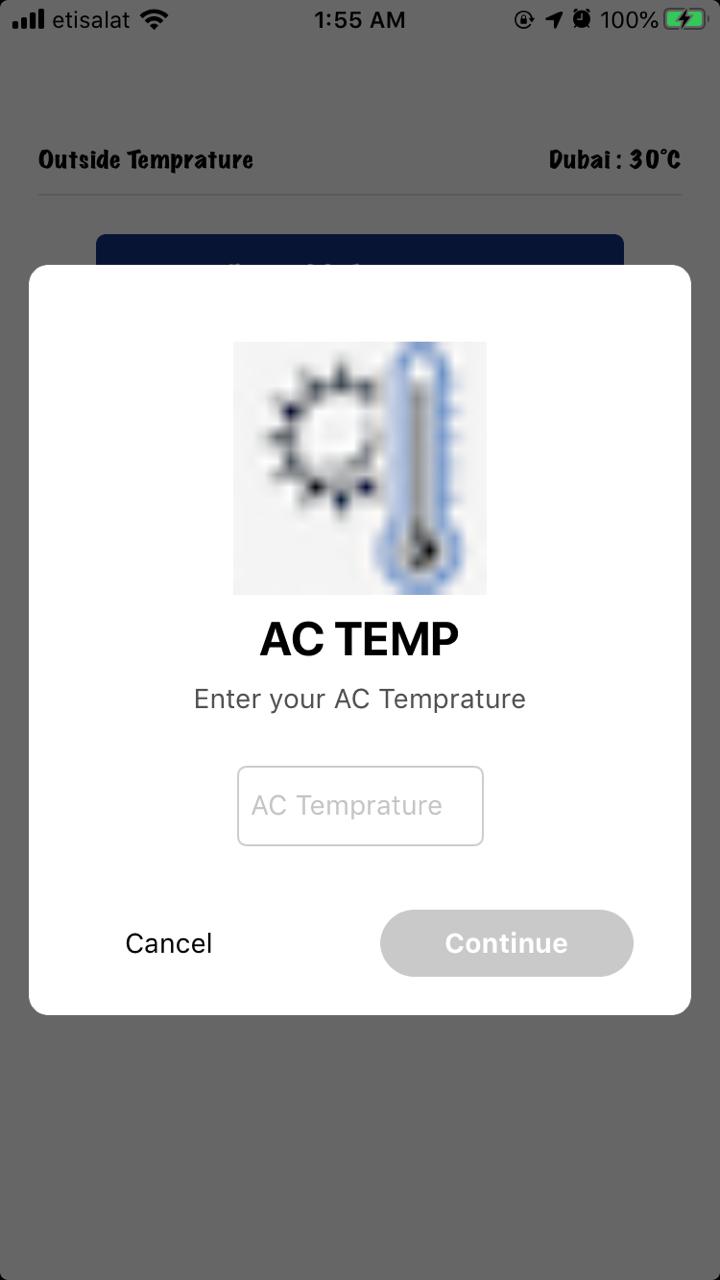 etisalat 1:55 AM 100%
Outside Temprature Dubai : 30°C
AC TEMP
Enter your AC Temprature
AC Temprature
Cancel Continue